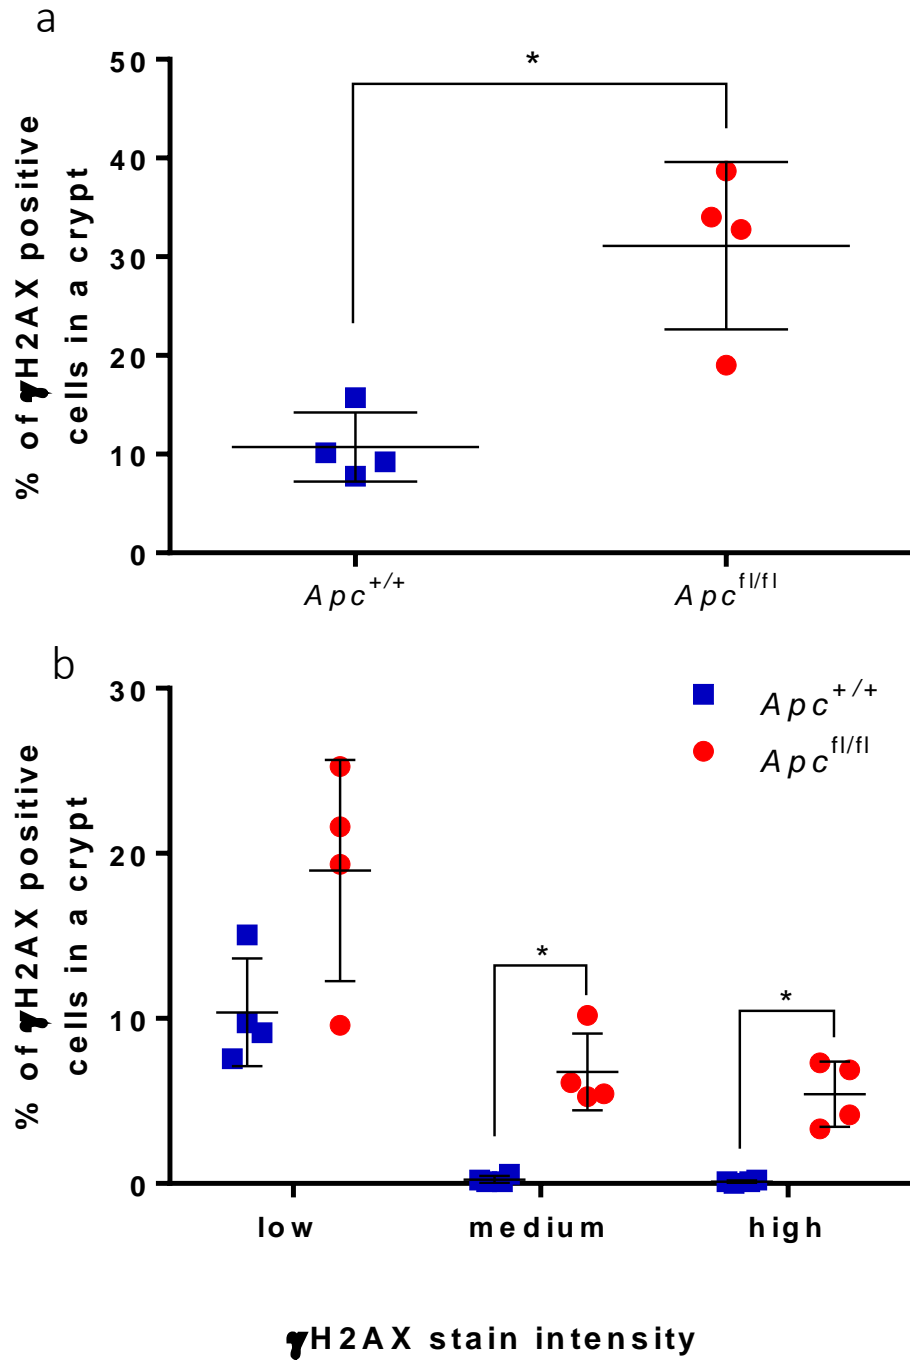 a
50
40
30
20
10
0
% of γH2AX positive
cells in a crypt
*
Apc+/+
Apcfl/fl
b
30
20
10
0
% of γH2AX positive
cells in a crypt
Apc+/+
Apcfl/fl
*
*
low
medium
high
γH2AX stain intensity